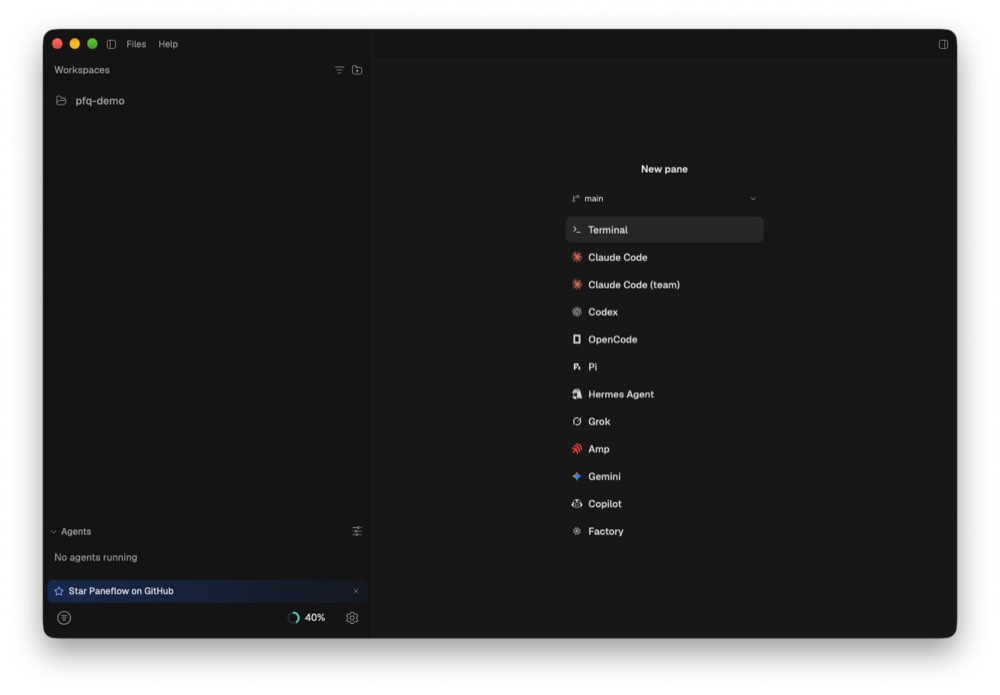 Files Help
Workspaces
pfq-demo
New pane
main
Terminal
Claude Code
Claude Code (team)
Codex
OpenCode
Pi
Hermes Agent
Grok
Amp
Gemini
Copilot
Factory
Agents
No agents running
Star Paneflow on GitHub
40%